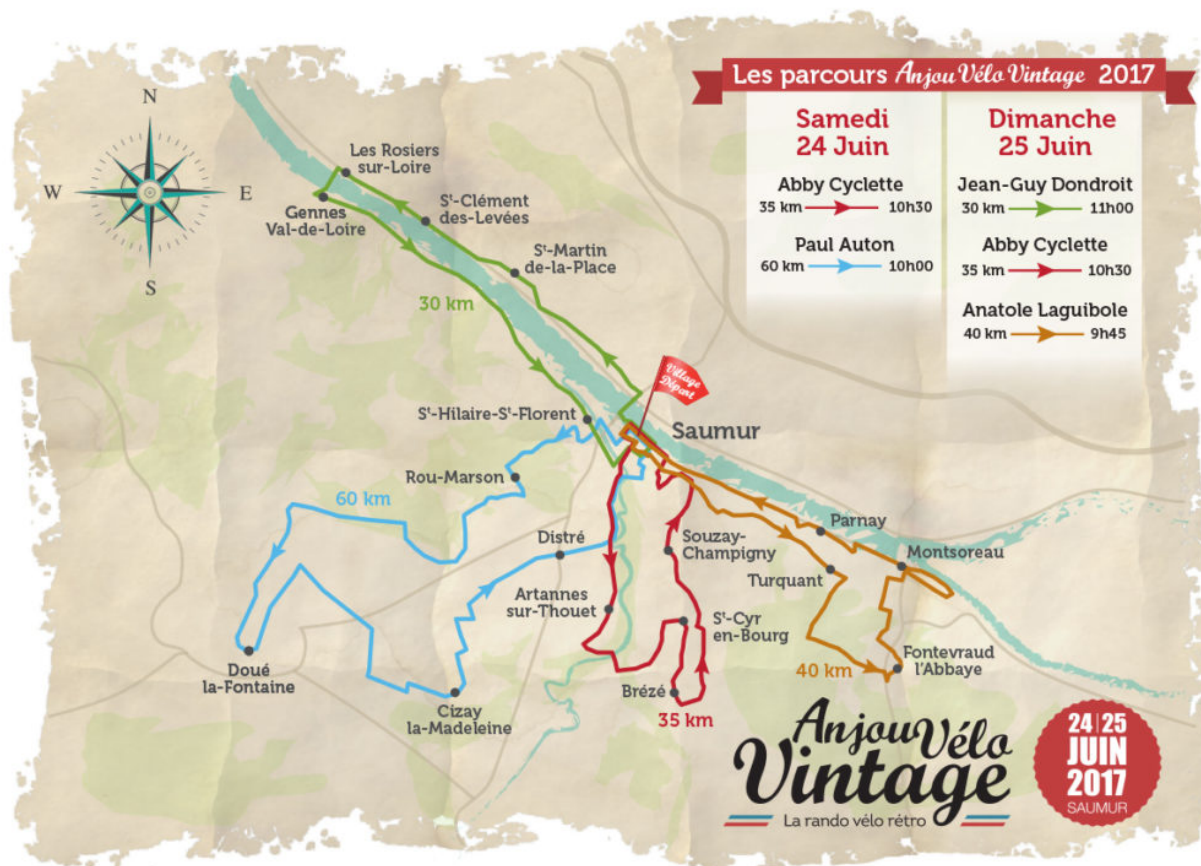 Les parcours Anjou Vélo Vintage 2017
Samedi
24 Juin
Abby Cyclette
35 km 10h30
Paul Auton
60 km 10h00
Dimanche
25 Juin
Jean-Guy Dondroit
30 km 11h00
Abby Cyclette
35 km 10h30
Anatole Laguibole
40 km 9h45
N
W
E
S
Les Rosiers
sur-Loire
Gennes
Val-de-Loire
Sᵗ-Clément
des-Levées
Sᵗ-Martin
de-la-Place
30 km
Village
Départ
Sᵗ-Hilaire-Sᵗ-Florent
Saumur
Rou-Marson
60 km
Distré
Souzay-
Champigny
Parnay
Montsoreau
Turquant
Artannes
sur-Thouet
Sᵗ-Cyr
en-Bourg
Doué
la-Fontaine
Cizay
la-Madeleine
Brézé
35 km
40 km
Fontevraud
l'Abbaye
Anjou Vélo
Vintage
La rando vélo rétro
24|25
JUIN
2017
SAUMUR